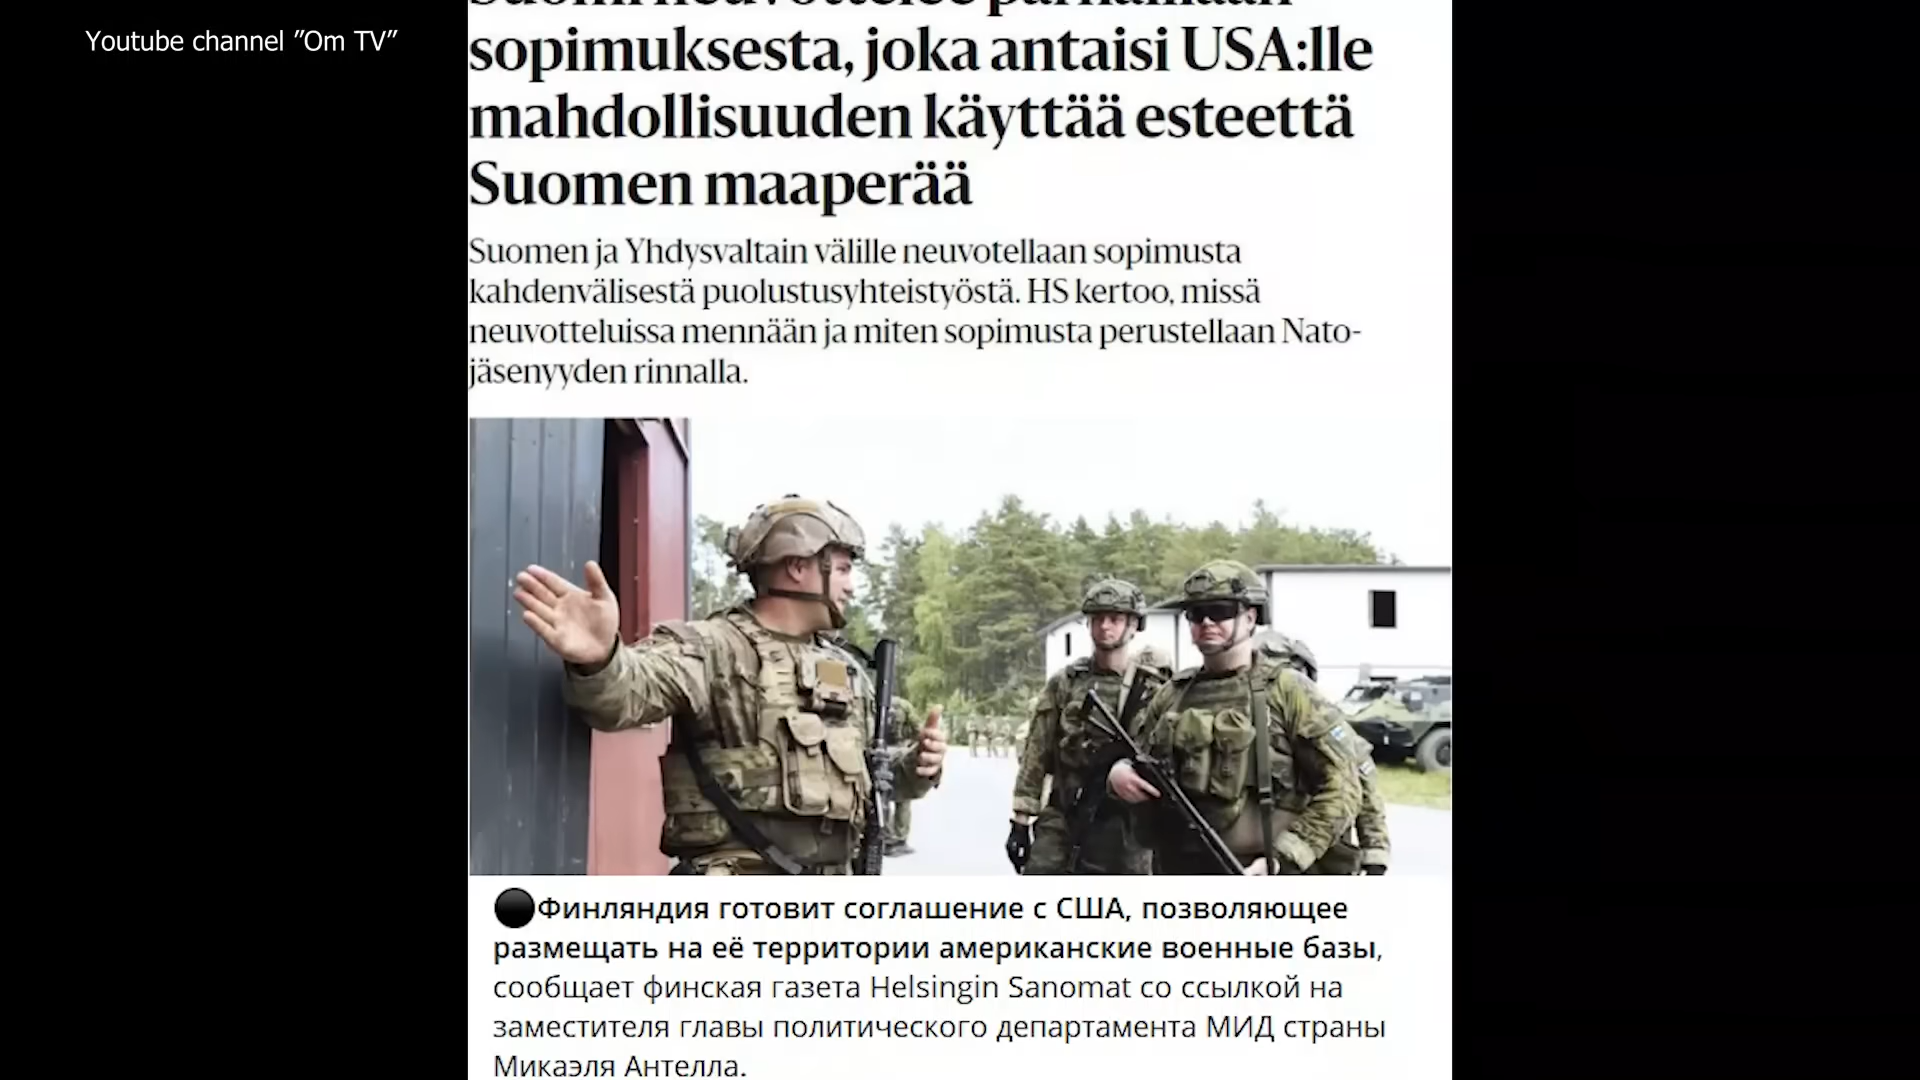 Youtube channel ”Om TV”
Suomi neuvottelee parhaillaan
sopimuksesta, joka antaisi USA:lle
mahdollisuuden käyttää esteettä
Suomen maaperää
Suomen ja Yhdysvaltain välille neuvotellaan sopimusta
kahdenvälisestä puolustusyhteistyöstä. HS kertoo, missä
neuvotteluissa mennään ja miten sopimusta perustellaan Nato-
jäsenyyden rinnalla.
Финляндия готовит соглашение с США, позволяющее
размещать на её территории американские военные базы,
сообщает финская газета Helsingin Sanomat со ссылкой на
заместителя главы политического департамента МИД страны
Микаэля Антелла.